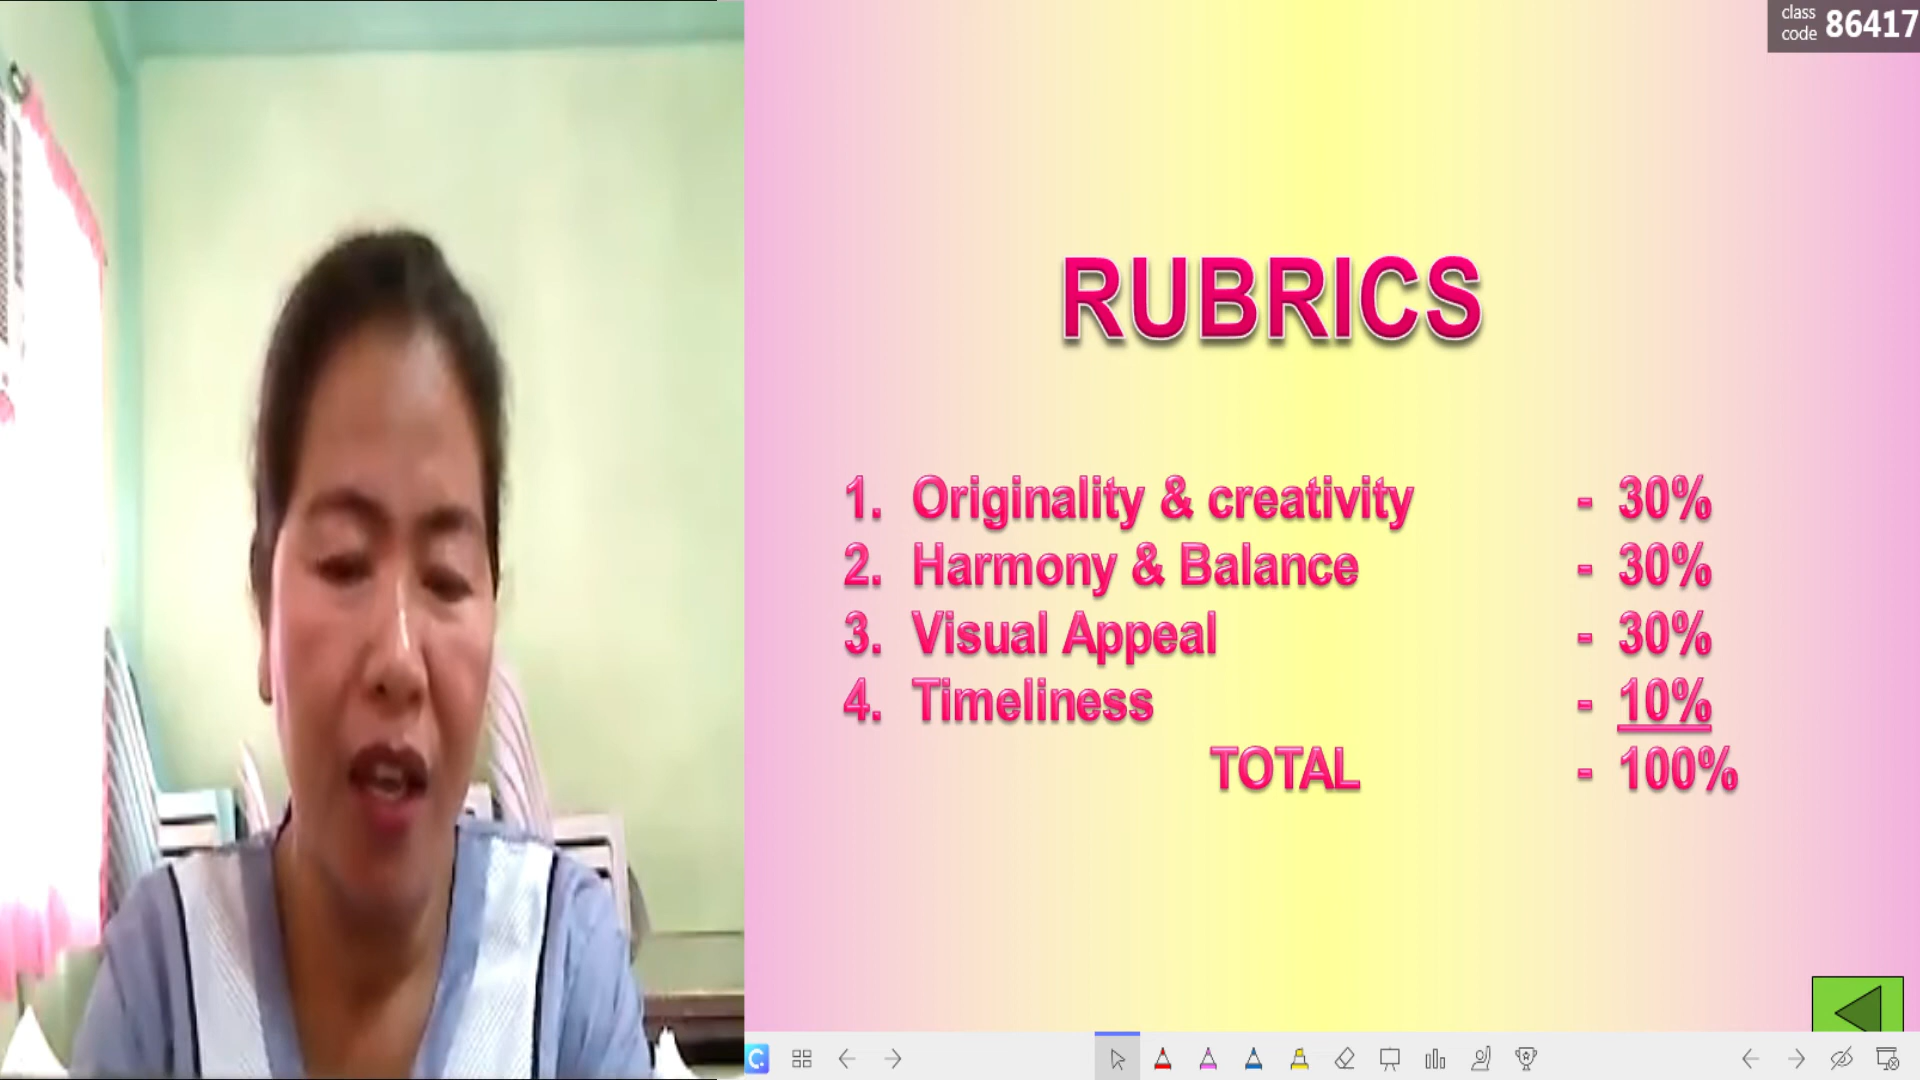 class
code 86417
RUBRICS
1. Originality & creativity - 30%
2. Harmony & Balance - 30%
3. Visual Appeal - 30%
4. Timeliness - 10%
TOTAL - 100%